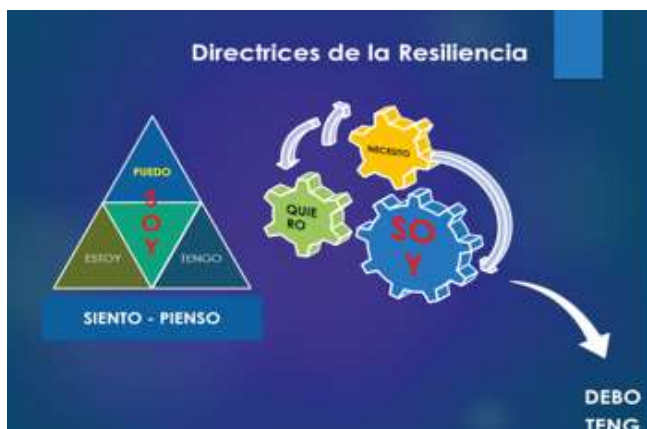 Directrices de la Resiliencia
PUEDO
S
O
Y
ESTOY
TENGO
SIENTO - PIENSO
NECESITO
QUIE
RO
SO
Y
DEBO
TENG